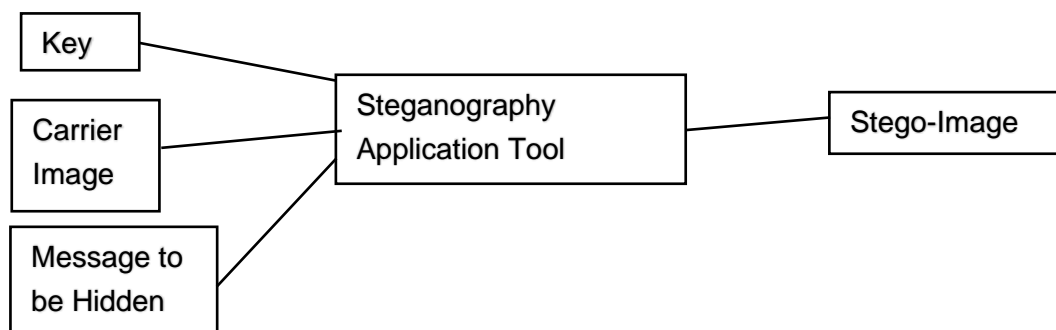 Key
Carrier
Image
Message to
be Hidden
Steganography
Application Tool
Stego-Image